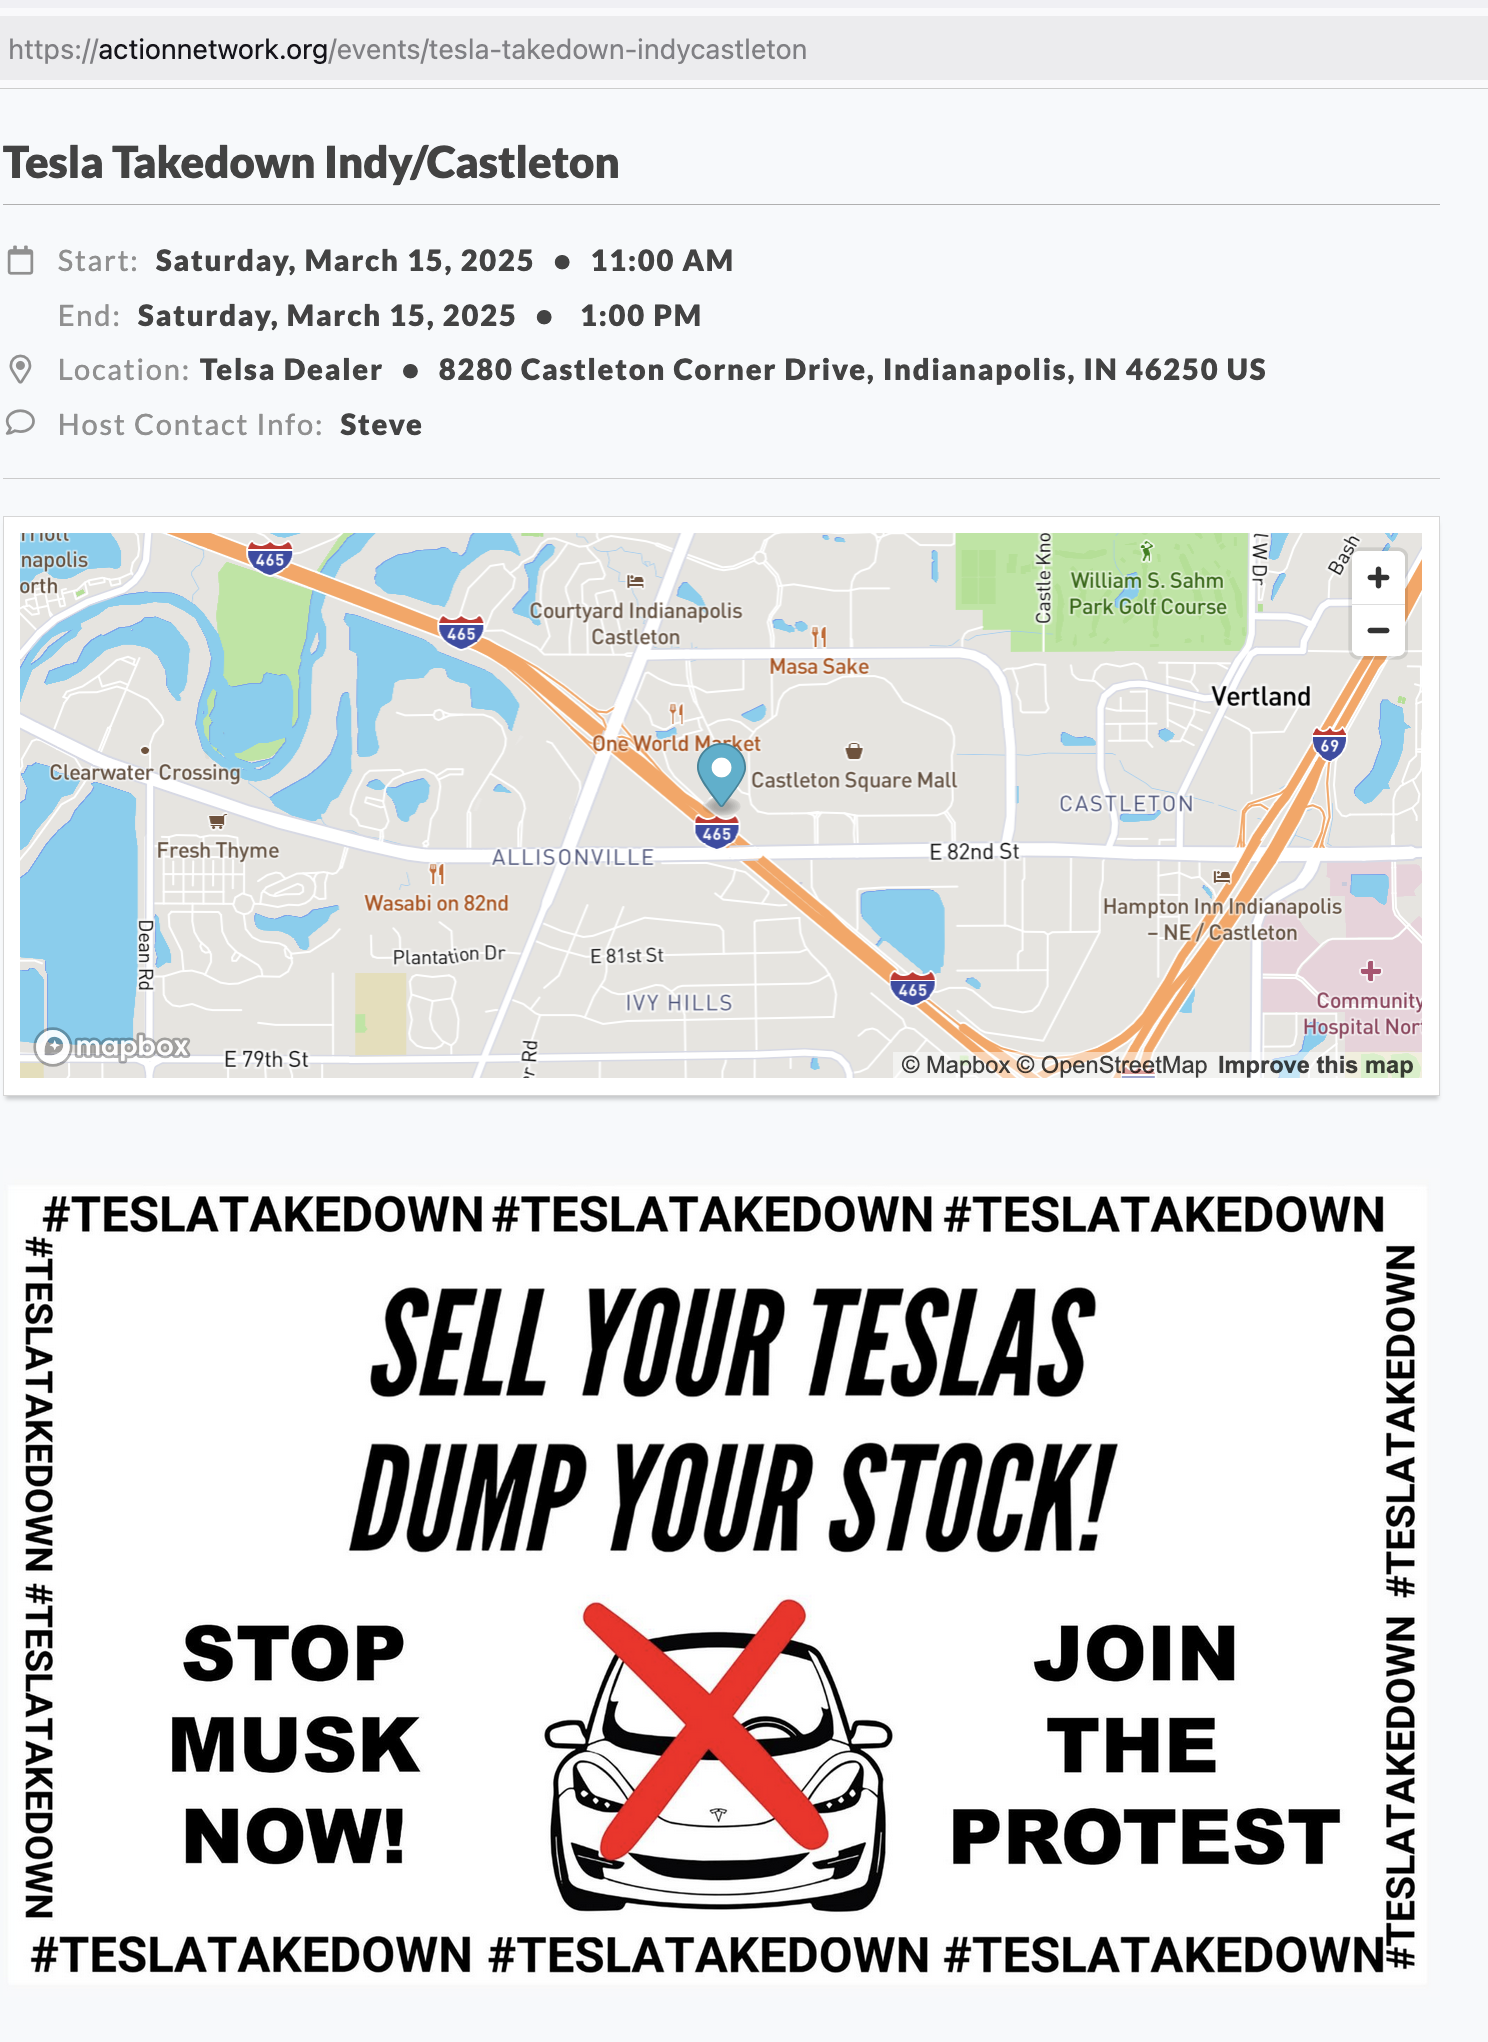 https://actionnetwork.org/events/tesla-takedown-indycastleton
Tesla Takedown Indy/Castleton
Start: Saturday, March 15, 2025 ● 11:00 AM
End: Saturday, March 15, 2025 ● 1:00 PM
Location: Telsa Dealer ● 8280 Castleton Corner Drive, Indianapolis, IN 46250 US
Host Contact Info: Steve
napolis
orth
465
465
Courtyard Indianapolis
Castleton
Masa Sake
Castle Kno
William S. Sahm
Park Golf Course
l W Dr
Bash
+
−
Vertland
69
One World Market
Clearwater Crossing
Castleton Square Mall
CASTLETON
465
Fresh Thyme
ALLISONVILLE
E 82nd St
Wasabi on 82nd
Hampton Inn Indianapolis
– NE / Castleton
Dean Rd
Plantation Dr
E 81st St
IVY HILLS
465
Community
Hospital Nor
mapbox
E 79th St
r Rd
© Mapbox © OpenStreetMap Improve this map
#TESLATAKEDOWN #TESLATAKEDOWN #TESLATAKEDOWN
#TESLATAKEDOWN #TESLATAKEDOWN
SELL YOUR TESLAS
DUMP YOUR STOCK!
STOP
MUSK
NOW!
JOIN
THE
PROTEST
#TESLATAKEDOWN #TESLATAKEDOWN
#TESLATAKEDOWN #TESLATAKEDOWN #TESLATAKEDOWN